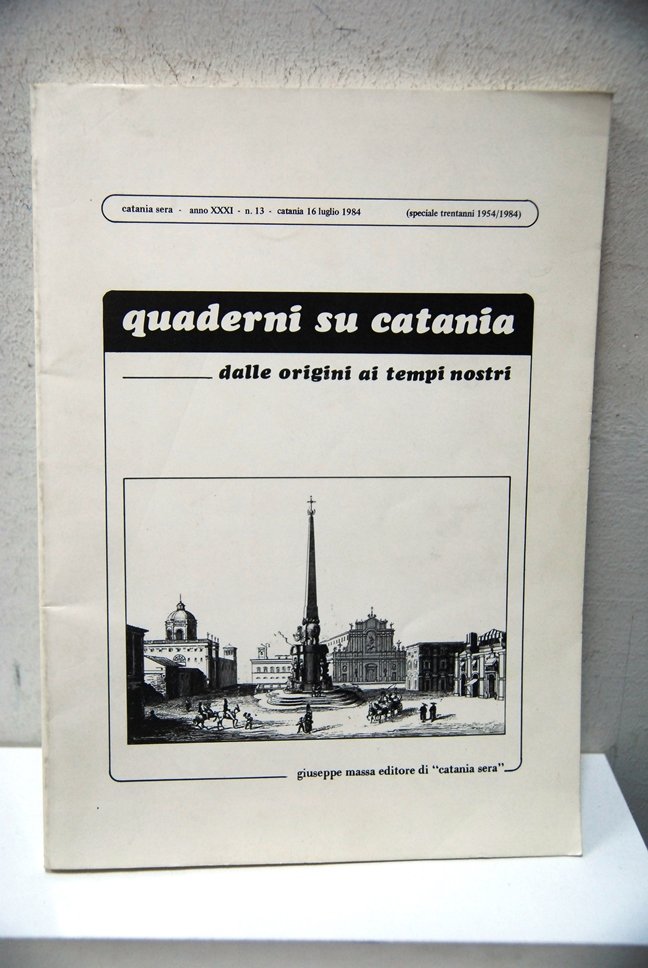 catania sera - anno XXXI - n. 13 - catania 16 luglio 1984 (speciale trentanni 1954/1984)
quaderni su catania
dalle origini ai tempi nostri
giuseppe massa editore di "catania sera"